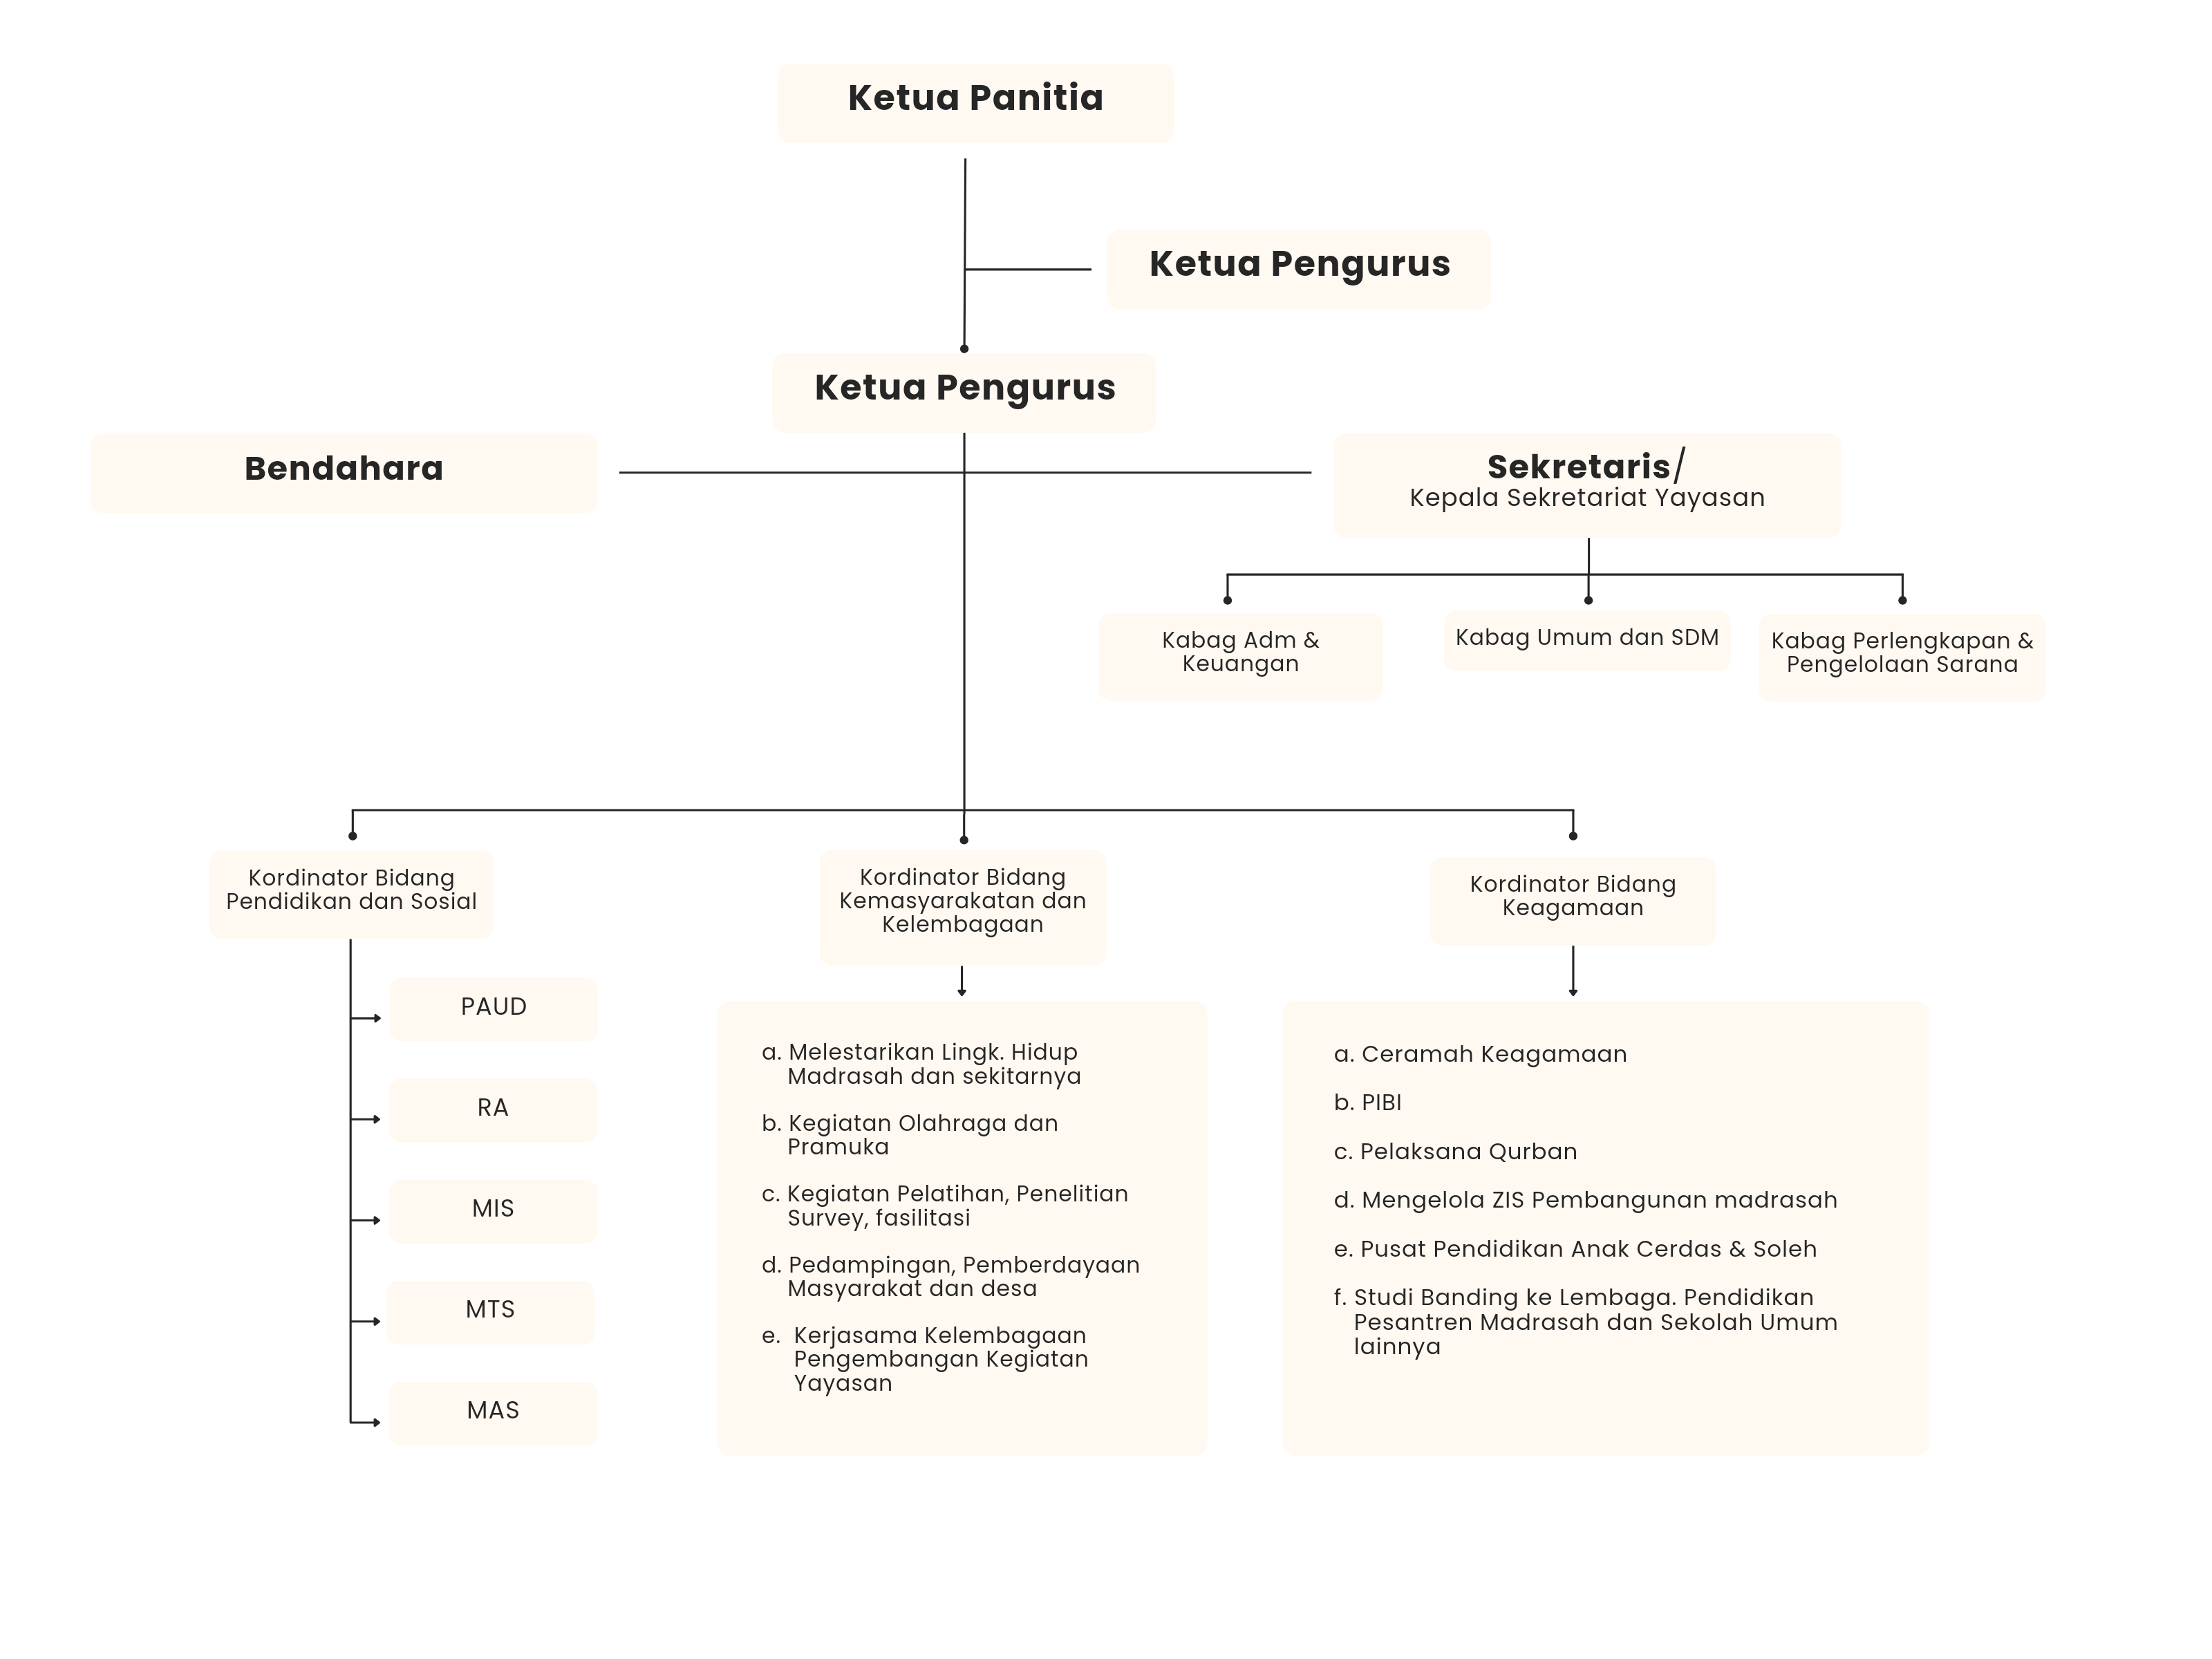 Ketua Panitia
Ketua Pengurus
Ketua Pengurus
Bendahara
Sekretaris/
Kepala Sekretariat Yayasan
Kabag Adm &
Keuangan
Kabag Umum dan SDM
Kabag Perlengkapan &
Pengelolaan Sarana
Kordinator Bidang
Pendidikan dan Sosial
PAUD
RA
MIS
MTS
MAS
Kordinator Bidang
Kemasyarakatan dan
Kelembagaan
a. Melestarikan Lingk. Hidup
Madrasah dan sekitarnya
b. Kegiatan Olahraga dan
Pramuka
c. Kegiatan Pelatihan, Penelitian
Survey, fasilitasi
d. Pedampingan, Pemberdayaan
Masyarakat dan desa
e. Kerjasama Kelembagaan
Pengembangan Kegiatan
Yayasan
Kordinator Bidang
Keagamaan
a. Ceramah Keagamaan
b. PIBI
c. Pelaksana Qurban
d. Mengelola ZIS Pembangunan madrasah
e. Pusat Pendidikan Anak Cerdas & Soleh
f. Studi Banding ke Lembaga. Pendidikan
Pesantren Madrasah dan Sekolah Umum
lainnya